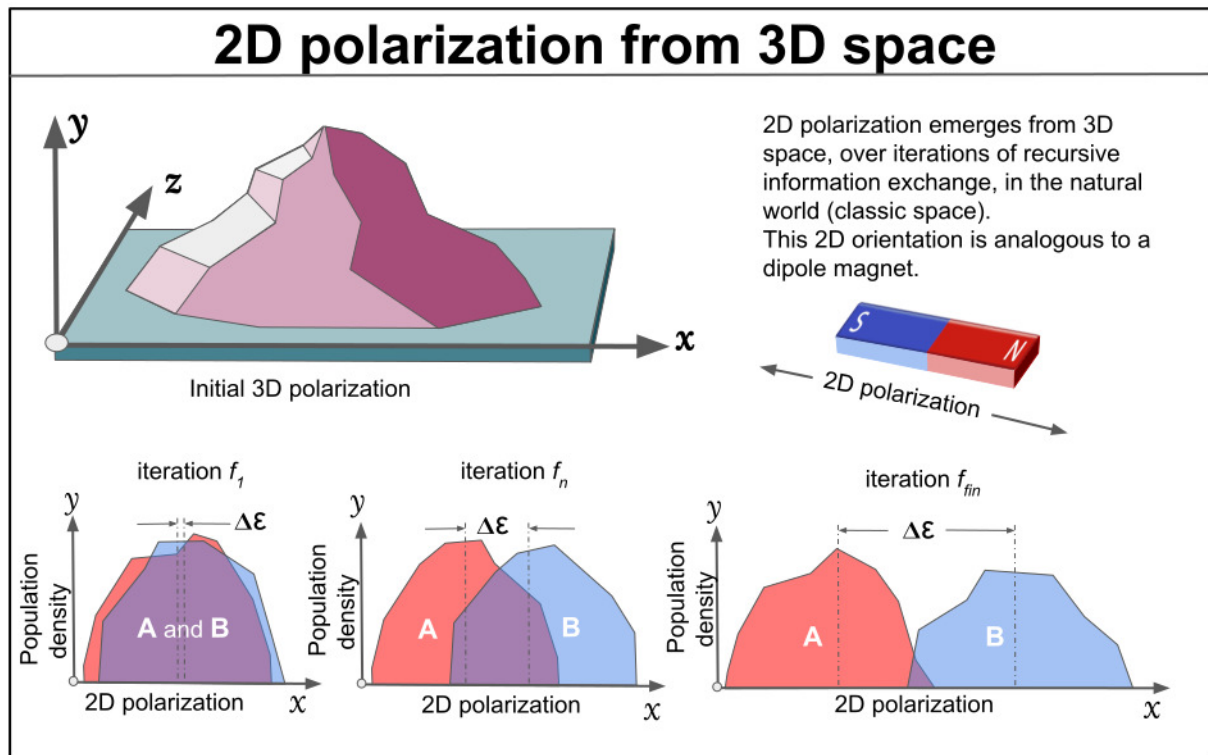 2D polarization from 3D space
y
z
x
Initial 3D polarization
2D polarization emerges from 3D
space, over iterations of recursive
information exchange, in the natural
world (classic space).
This 2D orientation is analogous to a
dipole magnet.
S
N
2D polarization
iteration f₁
y
Δε
Population
density
A and B
2D polarization
x
iteration fₙ
y
Δε
Population
density
A
B
2D polarization
x
iteration f_fin
y
Δε
Population
density
A
B
2D polarization
x